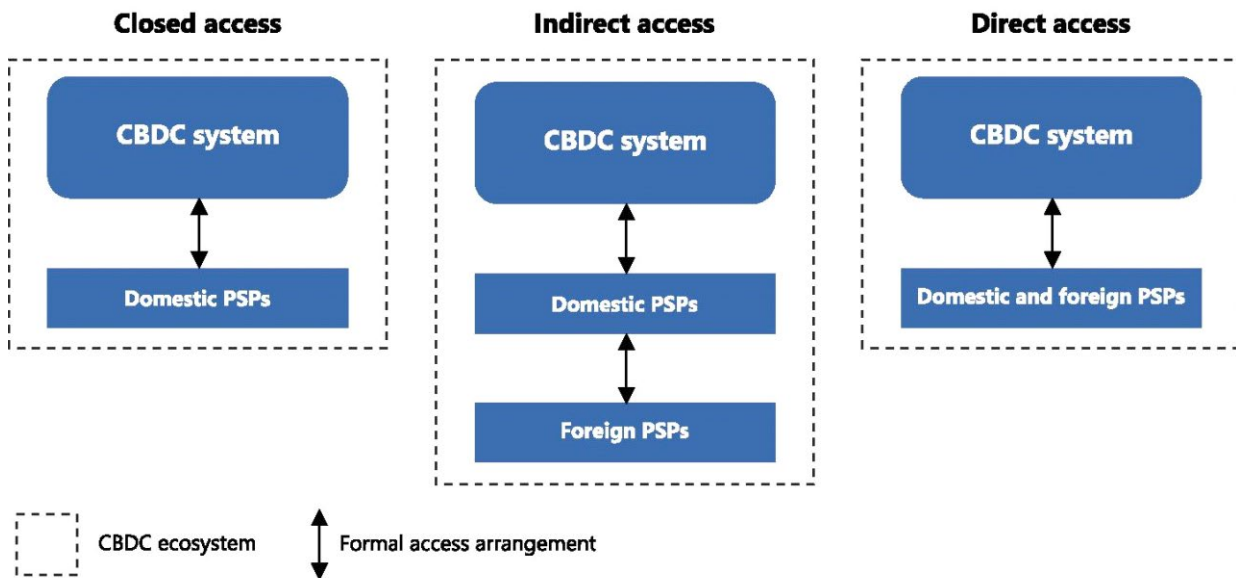 Closed access
Indirect access
Direct access
CBDC system
CBDC system
CBDC system
Domestic PSPs
Domestic PSPs
Domestic and foreign PSPs
Foreign PSPs
CBDC ecosystem
Formal access arrangement